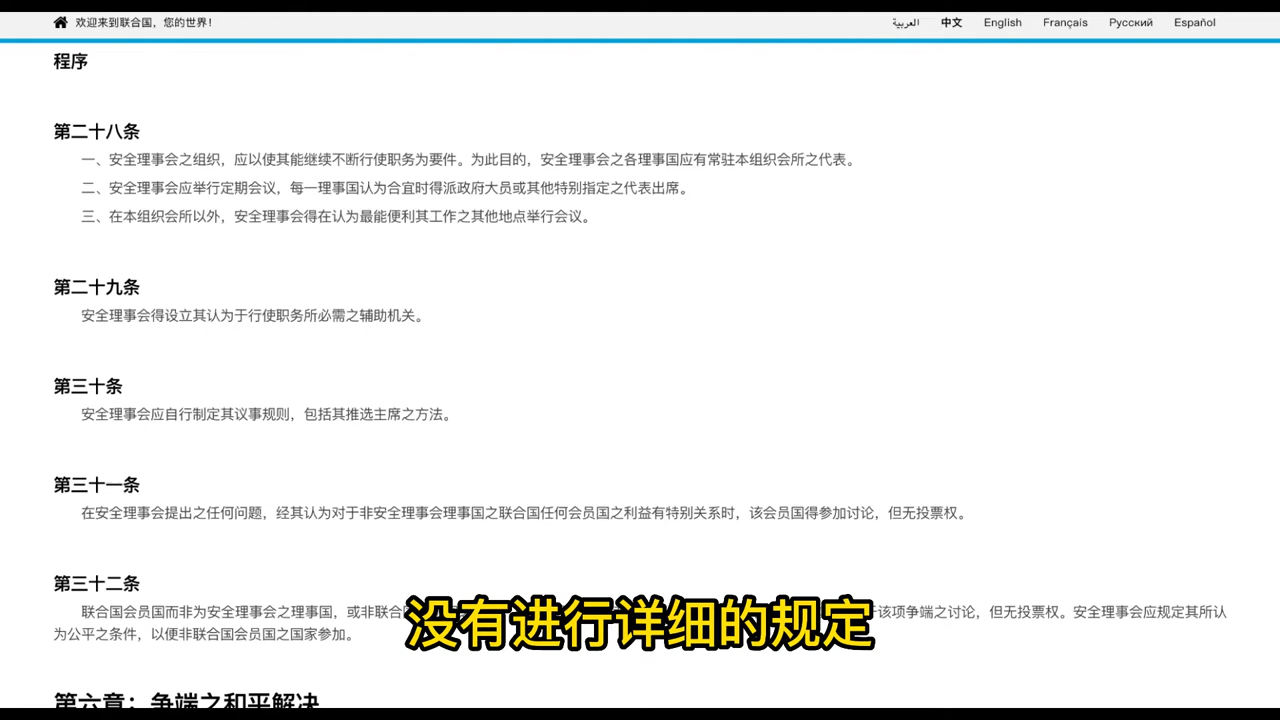 欢迎来到联合国，您的世界！
العربية 中文 English Français Русский Español
程序
第二十八条
一、安全理事会之组织，应以使其能继续不断行使职务为要件。为此目的，安全理事会之各理事国应有常驻本组织会所之代表。
二、安全理事会应举行定期会议，每一理事国认为合宜时得派政府大员或其他特别指定之代表出席。
三、在本组织会所以外，安全理事会得在认为最能便利其工作之其他地点举行会议。
第二十九条
安全理事会得设立其认为于行使职务所必需之辅助机关。
第三十条
安全理事会应自行制定其议事规则，包括其推选主席之方法。
第三十一条
在安全理事会提出之任何问题，经其认为对于非安全理事会理事国之联合国任何会员国之利益有特别关系时，该会员国得参加讨论，但无投票权。
第三十二条
联合国会员国而非为安全理事会之理事国，或非联合 该项争端之讨论，但无投票权。安全理事会应规定其所认
为公平之条件，以便非联合国会员国之国家参加。
没有进行详细的规定
第六章：争端之和平解决